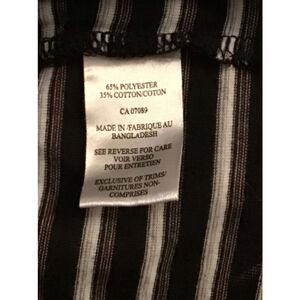 65% POLYESTER
35% COTTON/COTON
CA 07089
MADE IN/FABRIQUE AU
BANGLADESH
SEE REVERSE FOR CARE
VOIR VERSO
POUR ENTRETIEN
EXCLUSIVE OF TRIMS/
GARNITURES NON-
COMPRISES